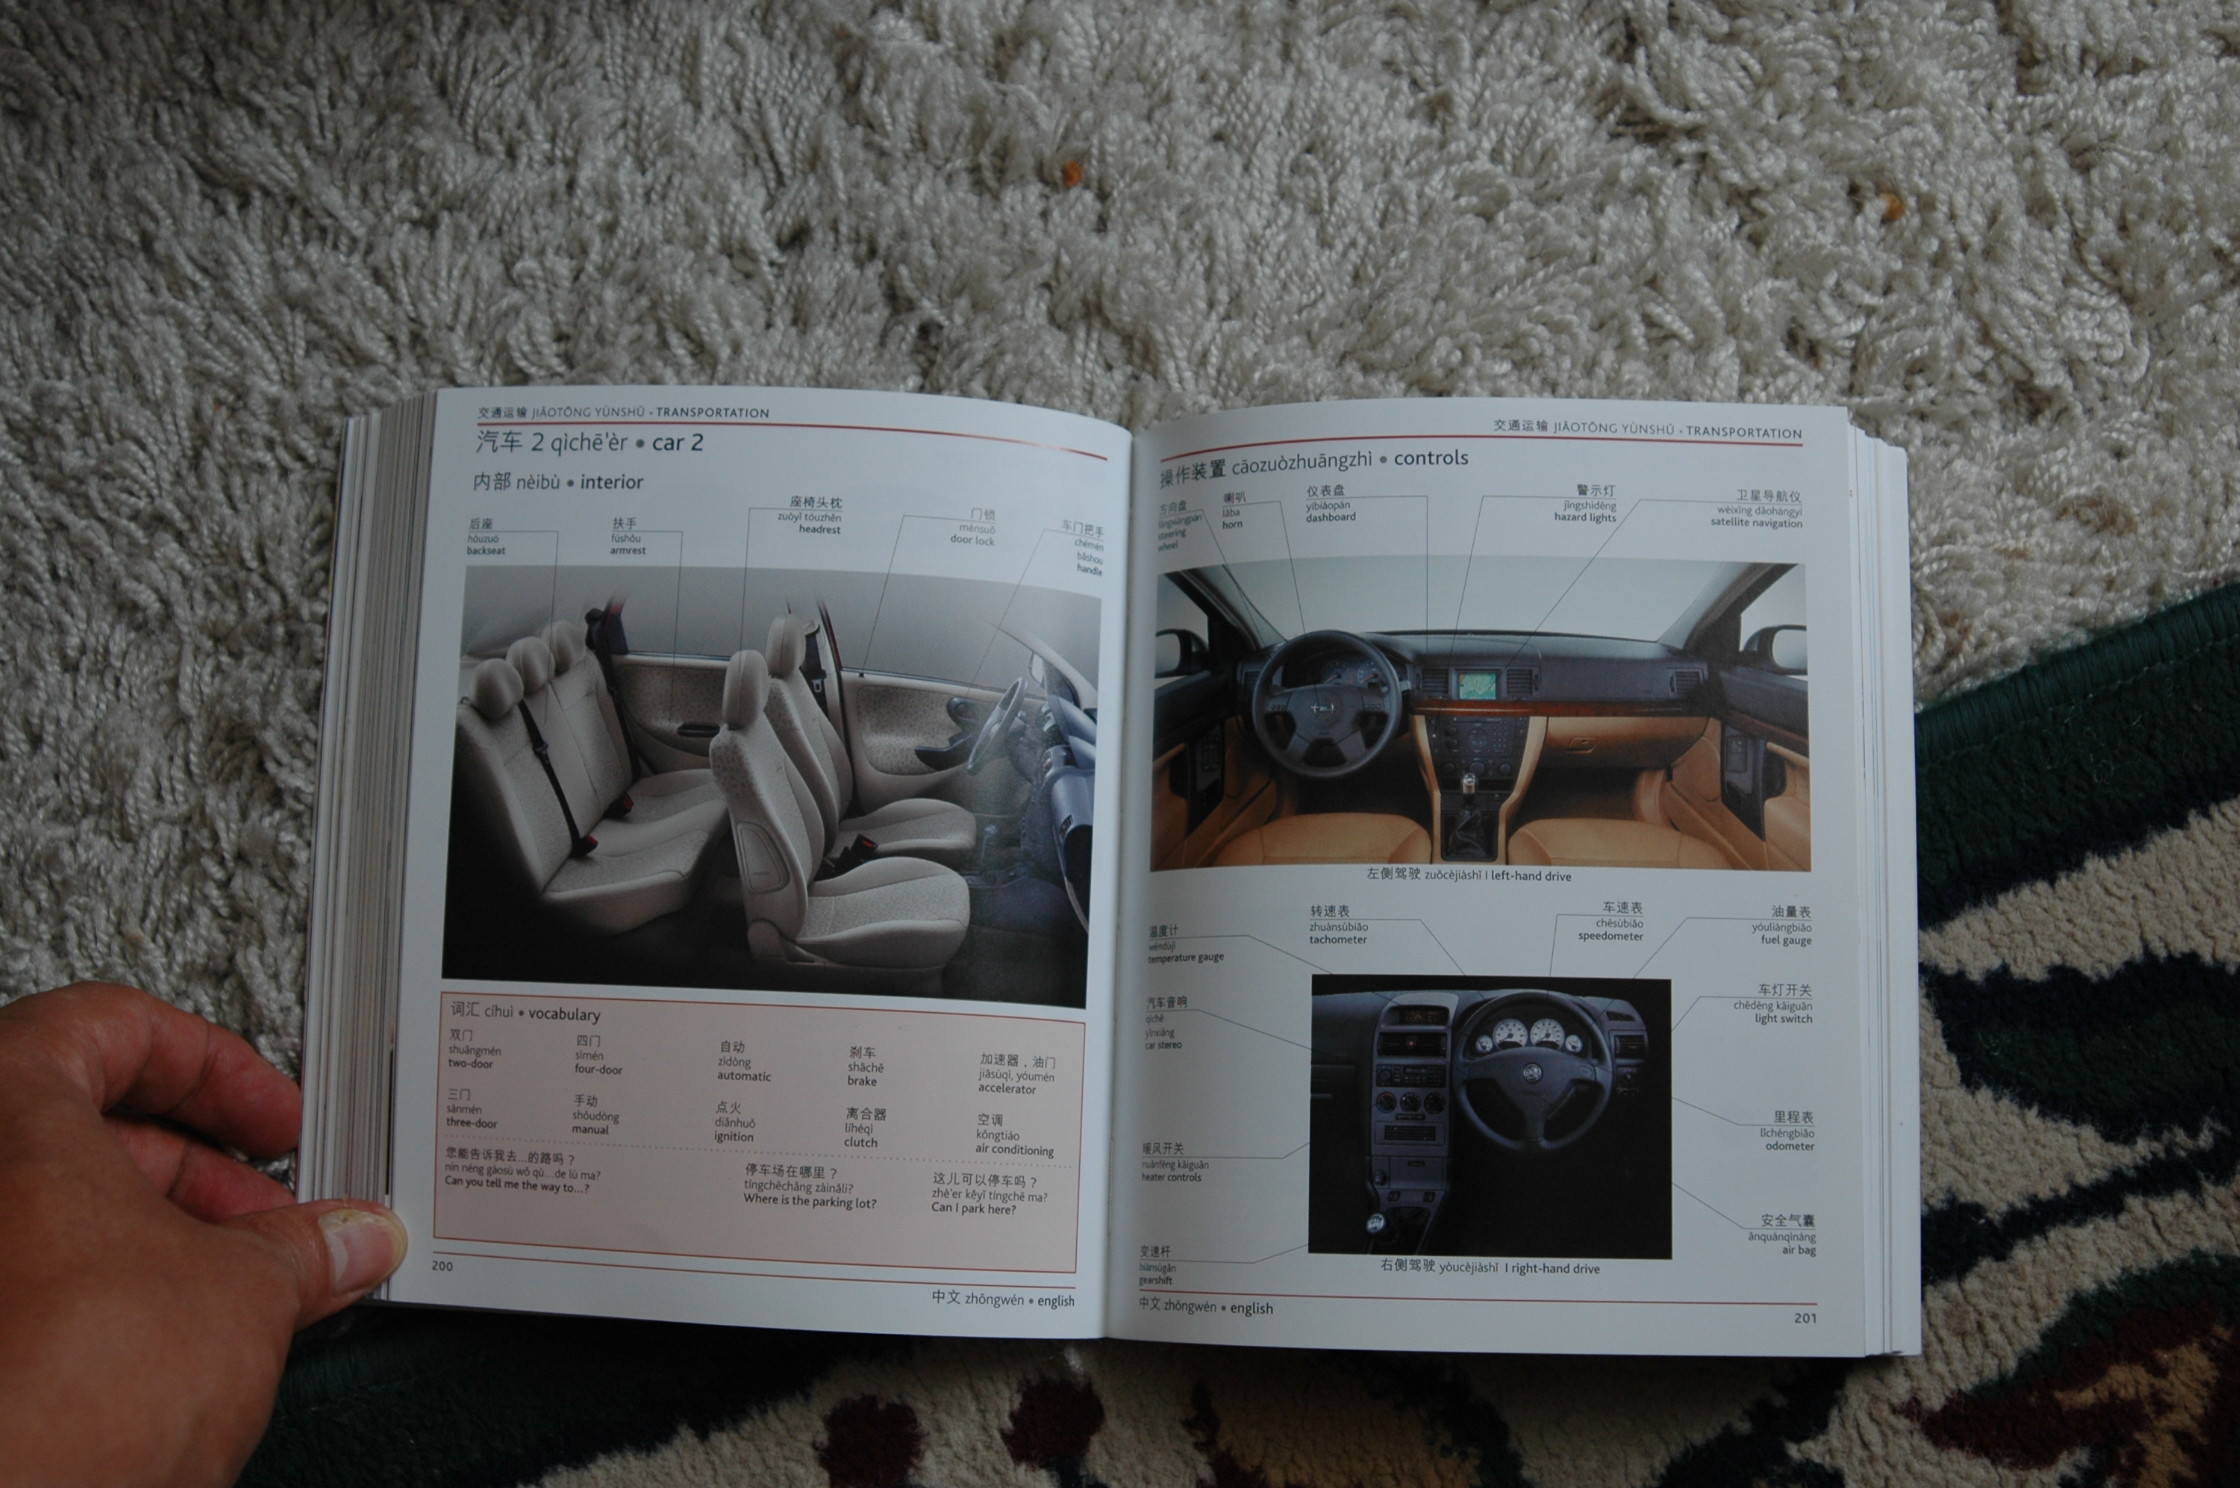 交通运输 JIĀOTŌNG YÙNSHŪ • TRANSPORTATION
汽车 2 qìchē'èr • car 2
内部 nèibù • interior
后座
hòuzuò
backseat
扶手
fúshǒu
armrest
座椅头枕
zuòyǐ tóuzhěn
headrest
门锁
ménsuǒ
door lock
车门把手
chēmén
bǎshou
handle
词汇 cíhuì • vocabulary
双门
shuāngmén
two-door
四门
sìmén
four-door
自动
zìdòng
automatic
刹车
shāchē
brake
加速器，油门
jiāsùqì, yóumén
accelerator
三门
sānmén
three-door
手动
shǒudòng
manual
点火
diǎnhuǒ
ignition
离合器
líhéqì
clutch
空调
kōngtiáo
air conditioning
您能告诉我去...的路吗？
nín néng gàosù wǒ qù...de lù ma?
Can you tell me the way to...?
停车场在哪里？
tíngchēchǎng zàinǎlǐ?
Where is the parking lot?
这儿可以停车吗？
zhè'er kěyǐ tíngchē ma?
Can I park here?
200
中文 zhōngwén • english
交通运输 JIĀOTŌNG YÙNSHŪ • TRANSPORTATION
操作装置 cāozuòzhuāngzhì • controls
方向盘
fāngxiàngpán
steering
wheel
喇叭
lǎba
horn
仪表盘
yíbiǎopán
dashboard
警示灯
jǐngshìdēng
hazard lights
卫星导航仪
wèixīng dǎohángyí
satellite navigation
左侧驾驶 zuǒcèjiàshǐ | left-hand drive
温度计
wēndùjì
temperature gauge
转速表
zhuànsùbiǎo
tachometer
车速表
chēsùbiǎo
speedometer
油量表
yóuliàngbiǎo
fuel gauge
汽车音响
qìchē
yīnxiǎng
car stereo
车灯开关
chēdēng kāiguān
light switch
暖风开关
nuǎnfēng kāiguān
heater controls
里程表
lǐchéngbiǎo
odometer
变速杆
biànsùgǎn
gearshift
安全气囊
ānquánqìnáng
air bag
右侧驾驶 yòucèjiàshǐ | right-hand drive
中文 zhōngwén • english
201